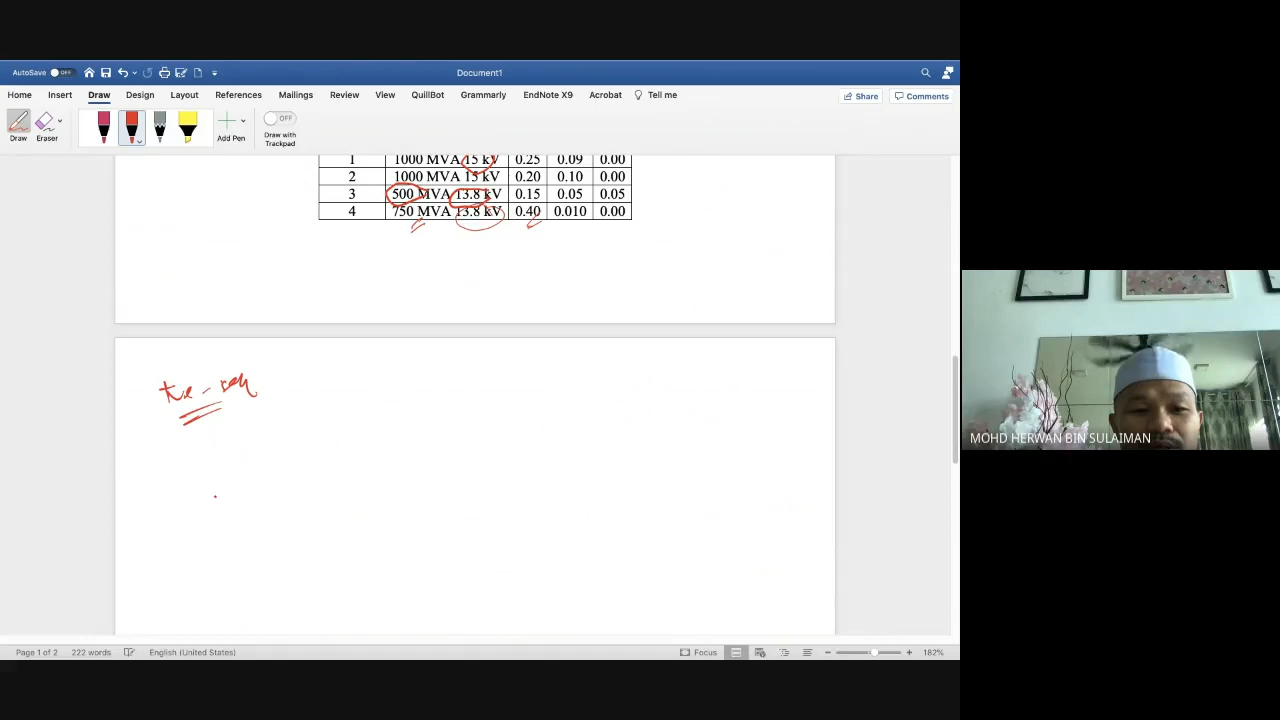 AutoSave OFF
Document1
Home Insert Draw Design Layout References Mailings Review View QuillBot Grammarly EndNote X9 Acrobat Tell me
Share Comments
Draw Eraser Add Pen OFF Draw with Trackpad
1 1000 MVA 15 kV 0.25 0.09 0.00
2 1000 MVA 15 kV 0.20 0.10 0.00
3 500 MVA 13.8 kV 0.15 0.05 0.05
4 750 MVA 13.8 kV 0.40 0.010 0.00
MOHD HERWAN BIN SULAIMAN
Page 1 of 2 222 words English (United States) Focus 182%